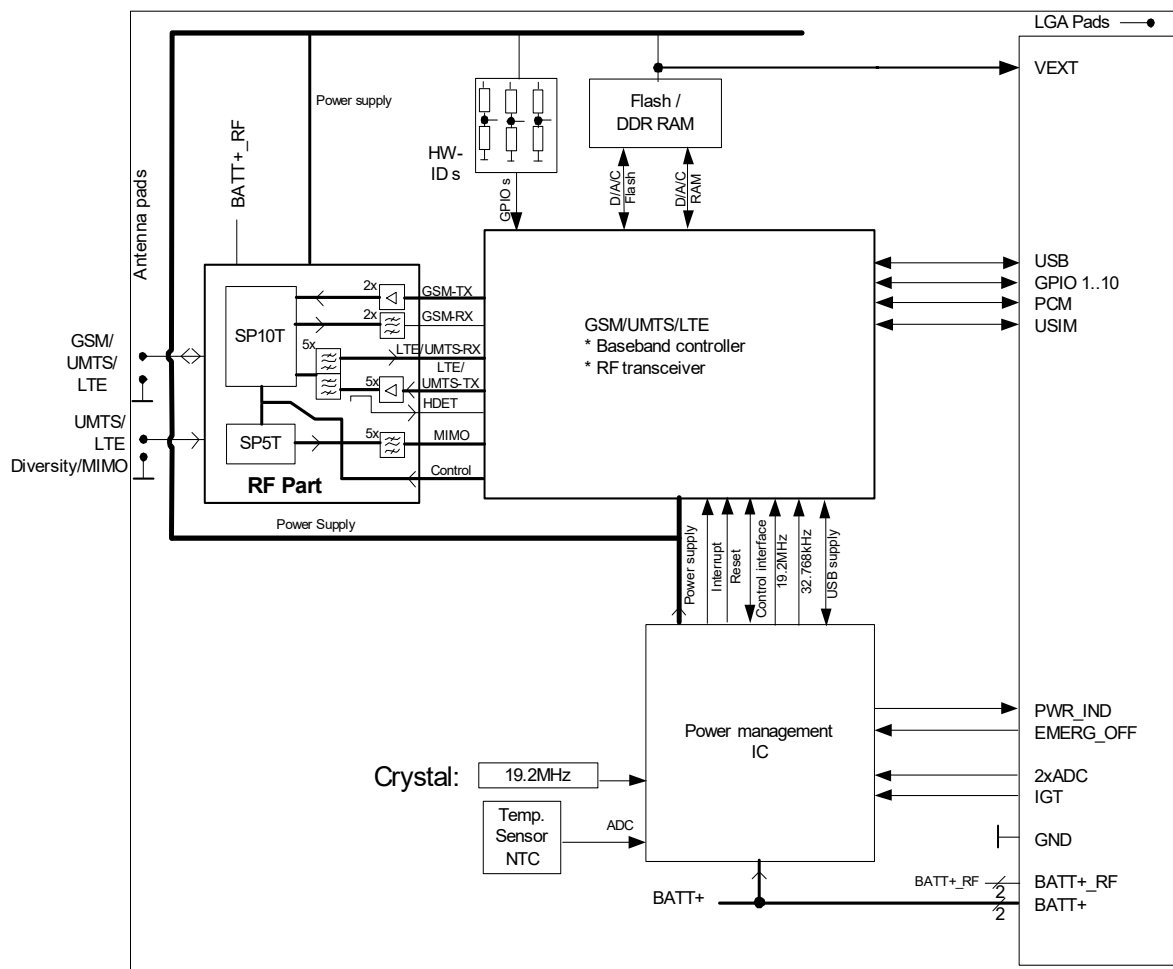 LGA Pads
VEXT
Power supply
BATT+_RF
Antenna pads
HW-
ID s
GPIO s
Flash /
DDR RAM
D/A/C
Flash
D/A/C
RAM
USB
GPIO 1..10
PCM
USIM
GSM/UMTS/LTE
* Baseband controller
* RF transceiver
SP10T
2x
GSM-TX
2x
GSM-RX
5x
LTE/UMTS-RX
LTE/
UMTS-TX
5x
HDET
SP5T
5x
MIMO
Control
RF Part
GSM/
UMTS/
LTE
UMTS/
LTE
Diversity/MIMO
Power Supply
Power supply
Interrupt
Reset
Control interface
19.2MHz
32.768kHz
USB supply
Power management
IC
PWR_IND
EMERG_OFF
2xADC
IGT
GND
BATT+_RF
2
BATT+_RF
BATT+
2
BATT+
Crystal:
19.2MHz
Temp.
Sensor
NTC
ADC